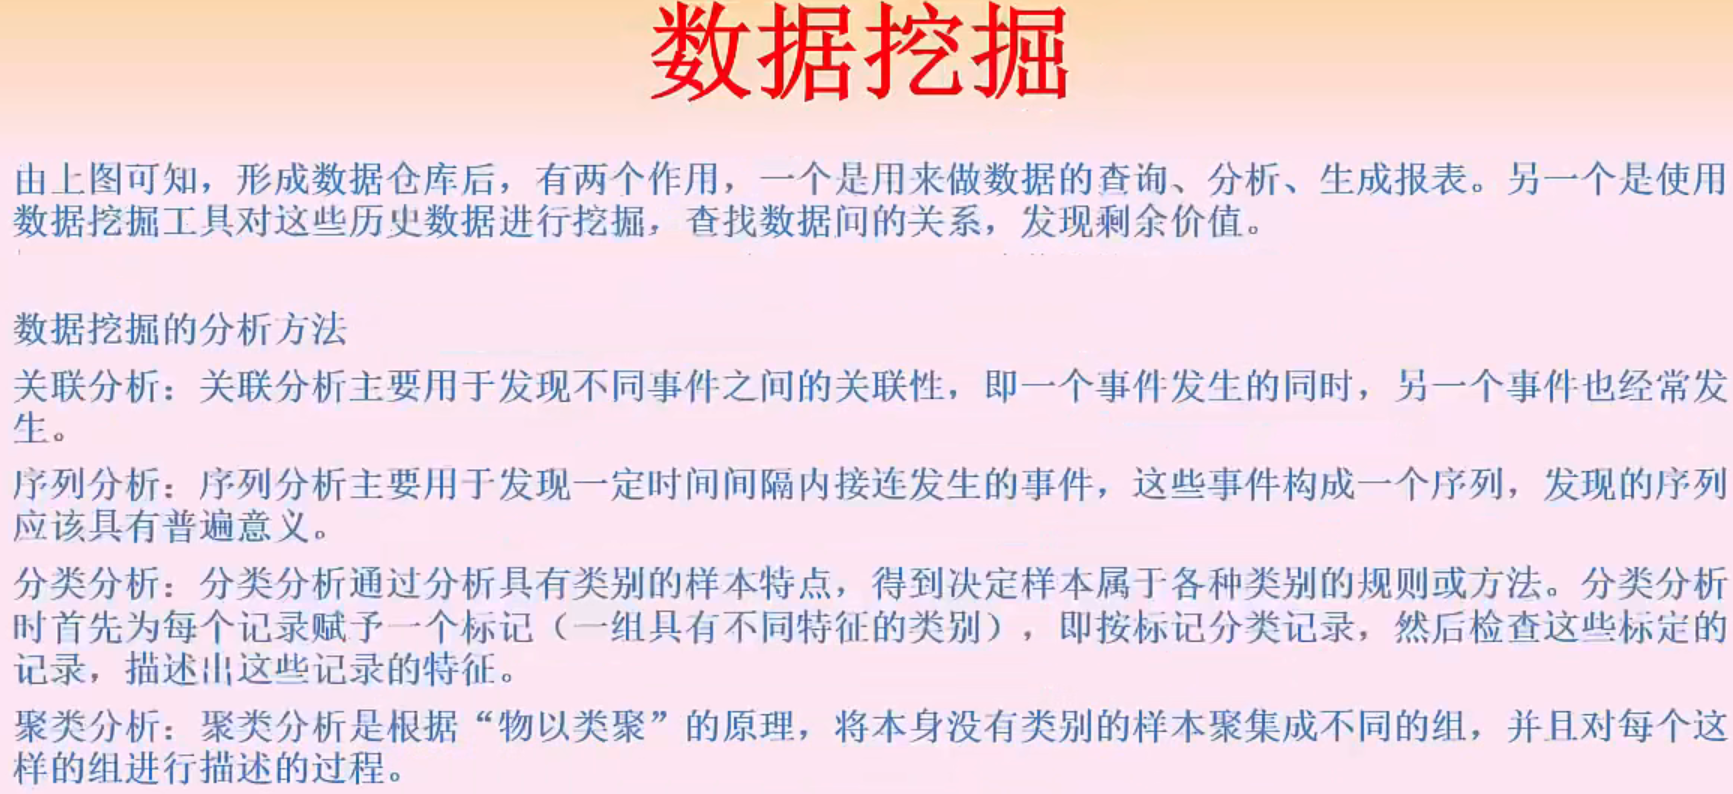 数据挖掘
由上图可知，形成数据仓库后，有两个作用，一个是用来做数据的查询、分析、生成报表。另一个是使用
数据挖掘工具对这些历史数据进行挖掘，查找数据间的关系，发现剩余价值。
数据挖掘的分析方法
关联分析：关联分析主要用于发现不同事件之间的关联性，即一个事件发生的同时，另一个事件也经常发
生。
序列分析：序列分析主要用于发现一定时间间隔内接连发生的事件，这些事件构成一个序列，发现的序列
应该具有普遍意义。
分类分析：分类分析通过分析具有类别的样本特点，得到决定样本属于各种类别的规则或方法。分类分析
时首先为每个记录赋予一个标记（一组具有不同特征的类别），即按标记分类记录，然后检查这些标定的
记录，描述出这些记录的特征。
聚类分析：聚类分析是根据“物以类聚”的原理，将本身没有类别的样本聚集成不同的组，并且对每个这
样的组进行描述的过程。